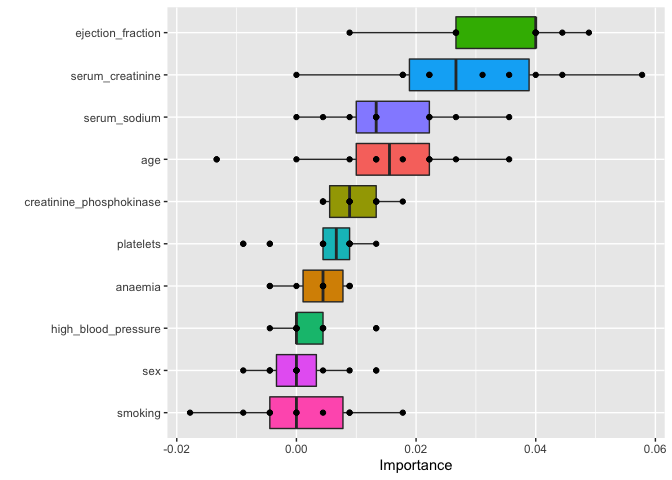 ejection_fraction
serum_creatinine
serum_sodium
age
creatinine_phosphokinase
platelets
anaemia
high_blood_pressure
sex
smoking
-0.02 0.00 0.02 0.04 0.06
Importance